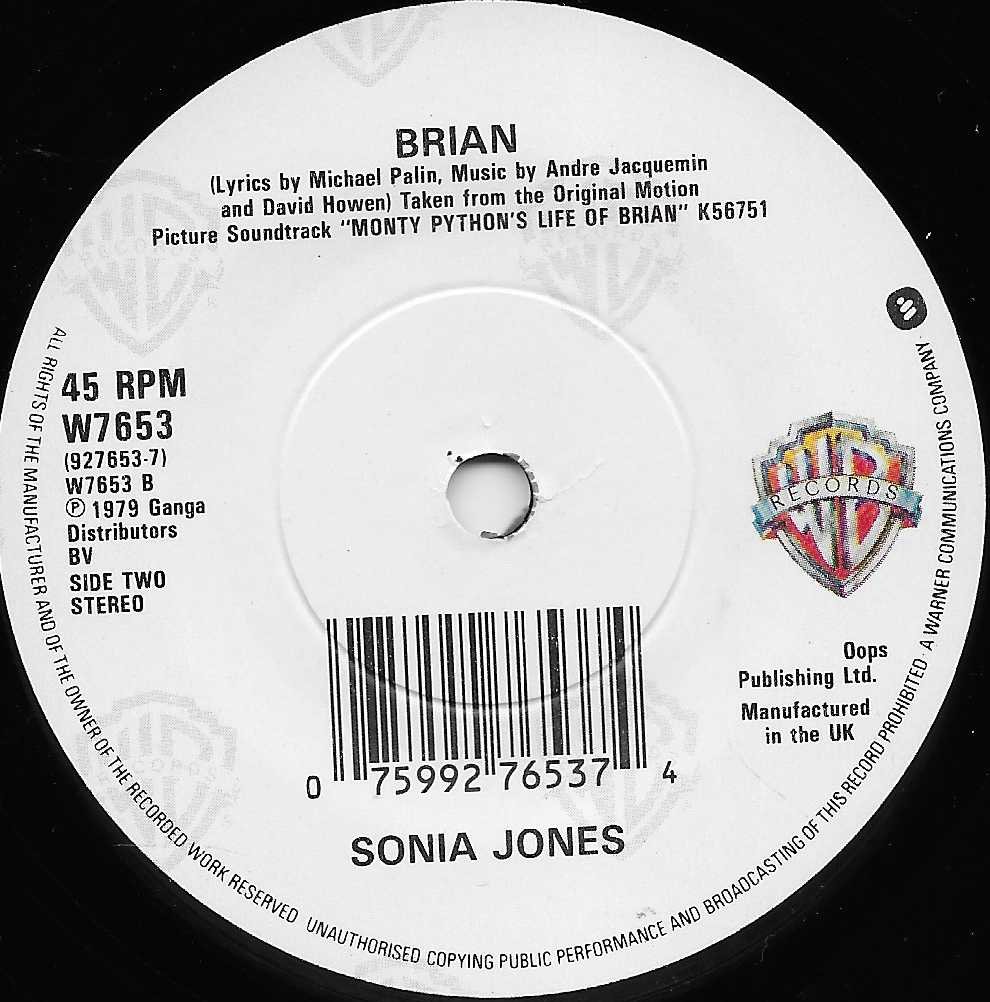 BRIAN
(Lyrics by Michael Palin, Music by Andre Jacquemin
and David Howen) Taken from the Original Motion
Picture Soundtrack "MONTY PYTHON'S LIFE OF BRIAN" K56751
45 RPM
W7653
(927653-7)
W7653 B
℗ 1979 Ganga
Distributors
BV
SIDE TWO
STEREO
RECORDS
Oops
Publishing Ltd.
Manufactured
in the UK
0 75992 76537 4
SONIA JONES
ALL RIGHTS OF THE MANUFACTURER AND OF THE OWNER OF THE RECORDED WORK RESERVED UNAUTHORISED COPYING PUBLIC PERFORMANCE AND BROADCASTING OF THIS RECORD PROHIBITED · A WARNER COMMUNICATIONS COMPANY ·